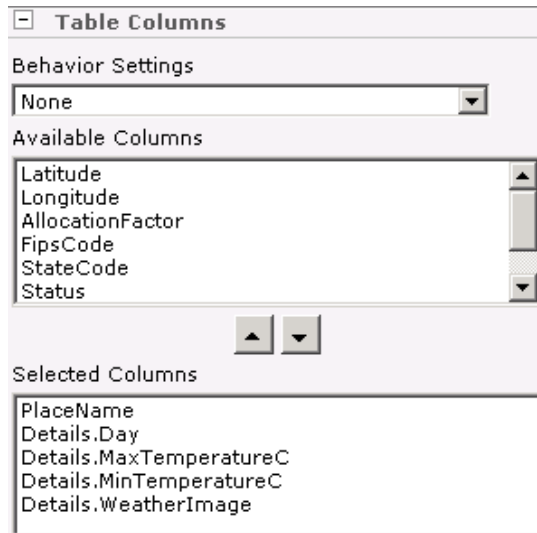 Table Columns
Behavior Settings
None
Available Columns
Latitude
Longitude
AllocationFactor
FipsCode
StateCode
Status
Selected Columns
PlaceName
Details.Day
Details.MaxTemperatureC
Details.MinTemperatureC
Details.WeatherImage